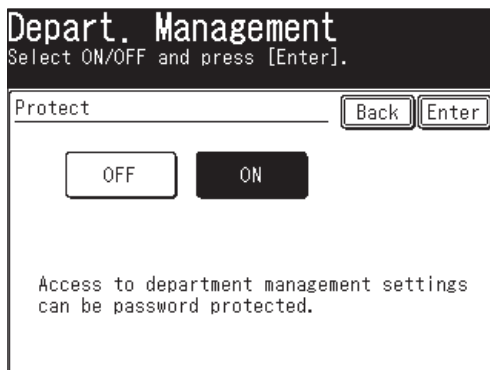 Depart. Management
Select ON/OFF and press [Enter].
Protect
Back Enter
OFF ON
Access to department management settings
can be password protected.